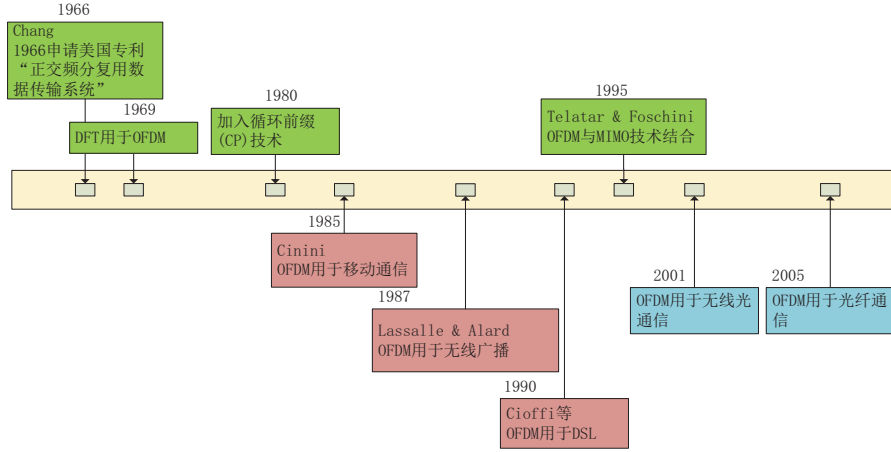 1966
Chang
1966申请美国专利
“正交频分复用数
据传输系统”
1969
DFT用于OFDM
1980
加入循环前缀
(CP)技术
1995
Telatar & Foschini
OFDM与MIMO技术结合
1985
Cinini
OFDM用于移动通信
1987
Lassalle & Alard
OFDM用于无线广播
1990
Cioffi等
OFDM用于DSL
2001
OFDM用于无线光
通信
2005
OFDM用于光纤通
信